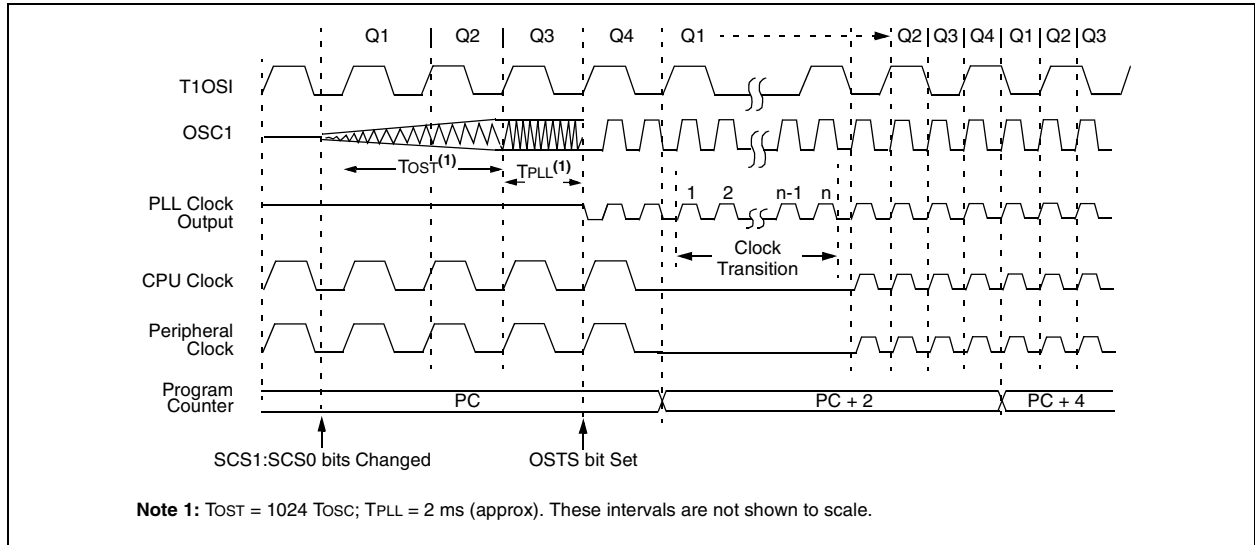 Q1 Q2 Q3 Q4 Q1 Q2 Q3 Q4 Q1 Q2 Q3
T1OSI
OSC1
TOST(1)
TPLL(1)
1 2 n-1 n
PLL Clock
Output
Clock
Transition
CPU Clock
Peripheral
Clock
Program
Counter
PC PC + 2 PC + 4
SCS1:SCS0 bits Changed OSTS bit Set
Note 1: TOST = 1024 TOSC; TPLL = 2 ms (approx). These intervals are not shown to scale.